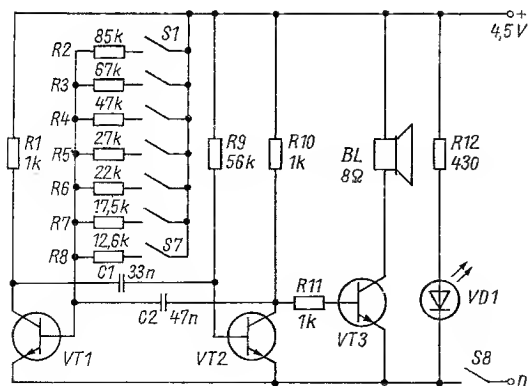 85k S1
R2
+
4,5V
67k
R3
47k
R4
R1
1k
27k
R5
R9
56k
R10
1k
BL
8Ω
R12
430
22k
R6
17,5k
R7
12,6k S7
R8
C1 33n
R11
1k
C2 47n
VT1
VT2
VT3
VD1
S8